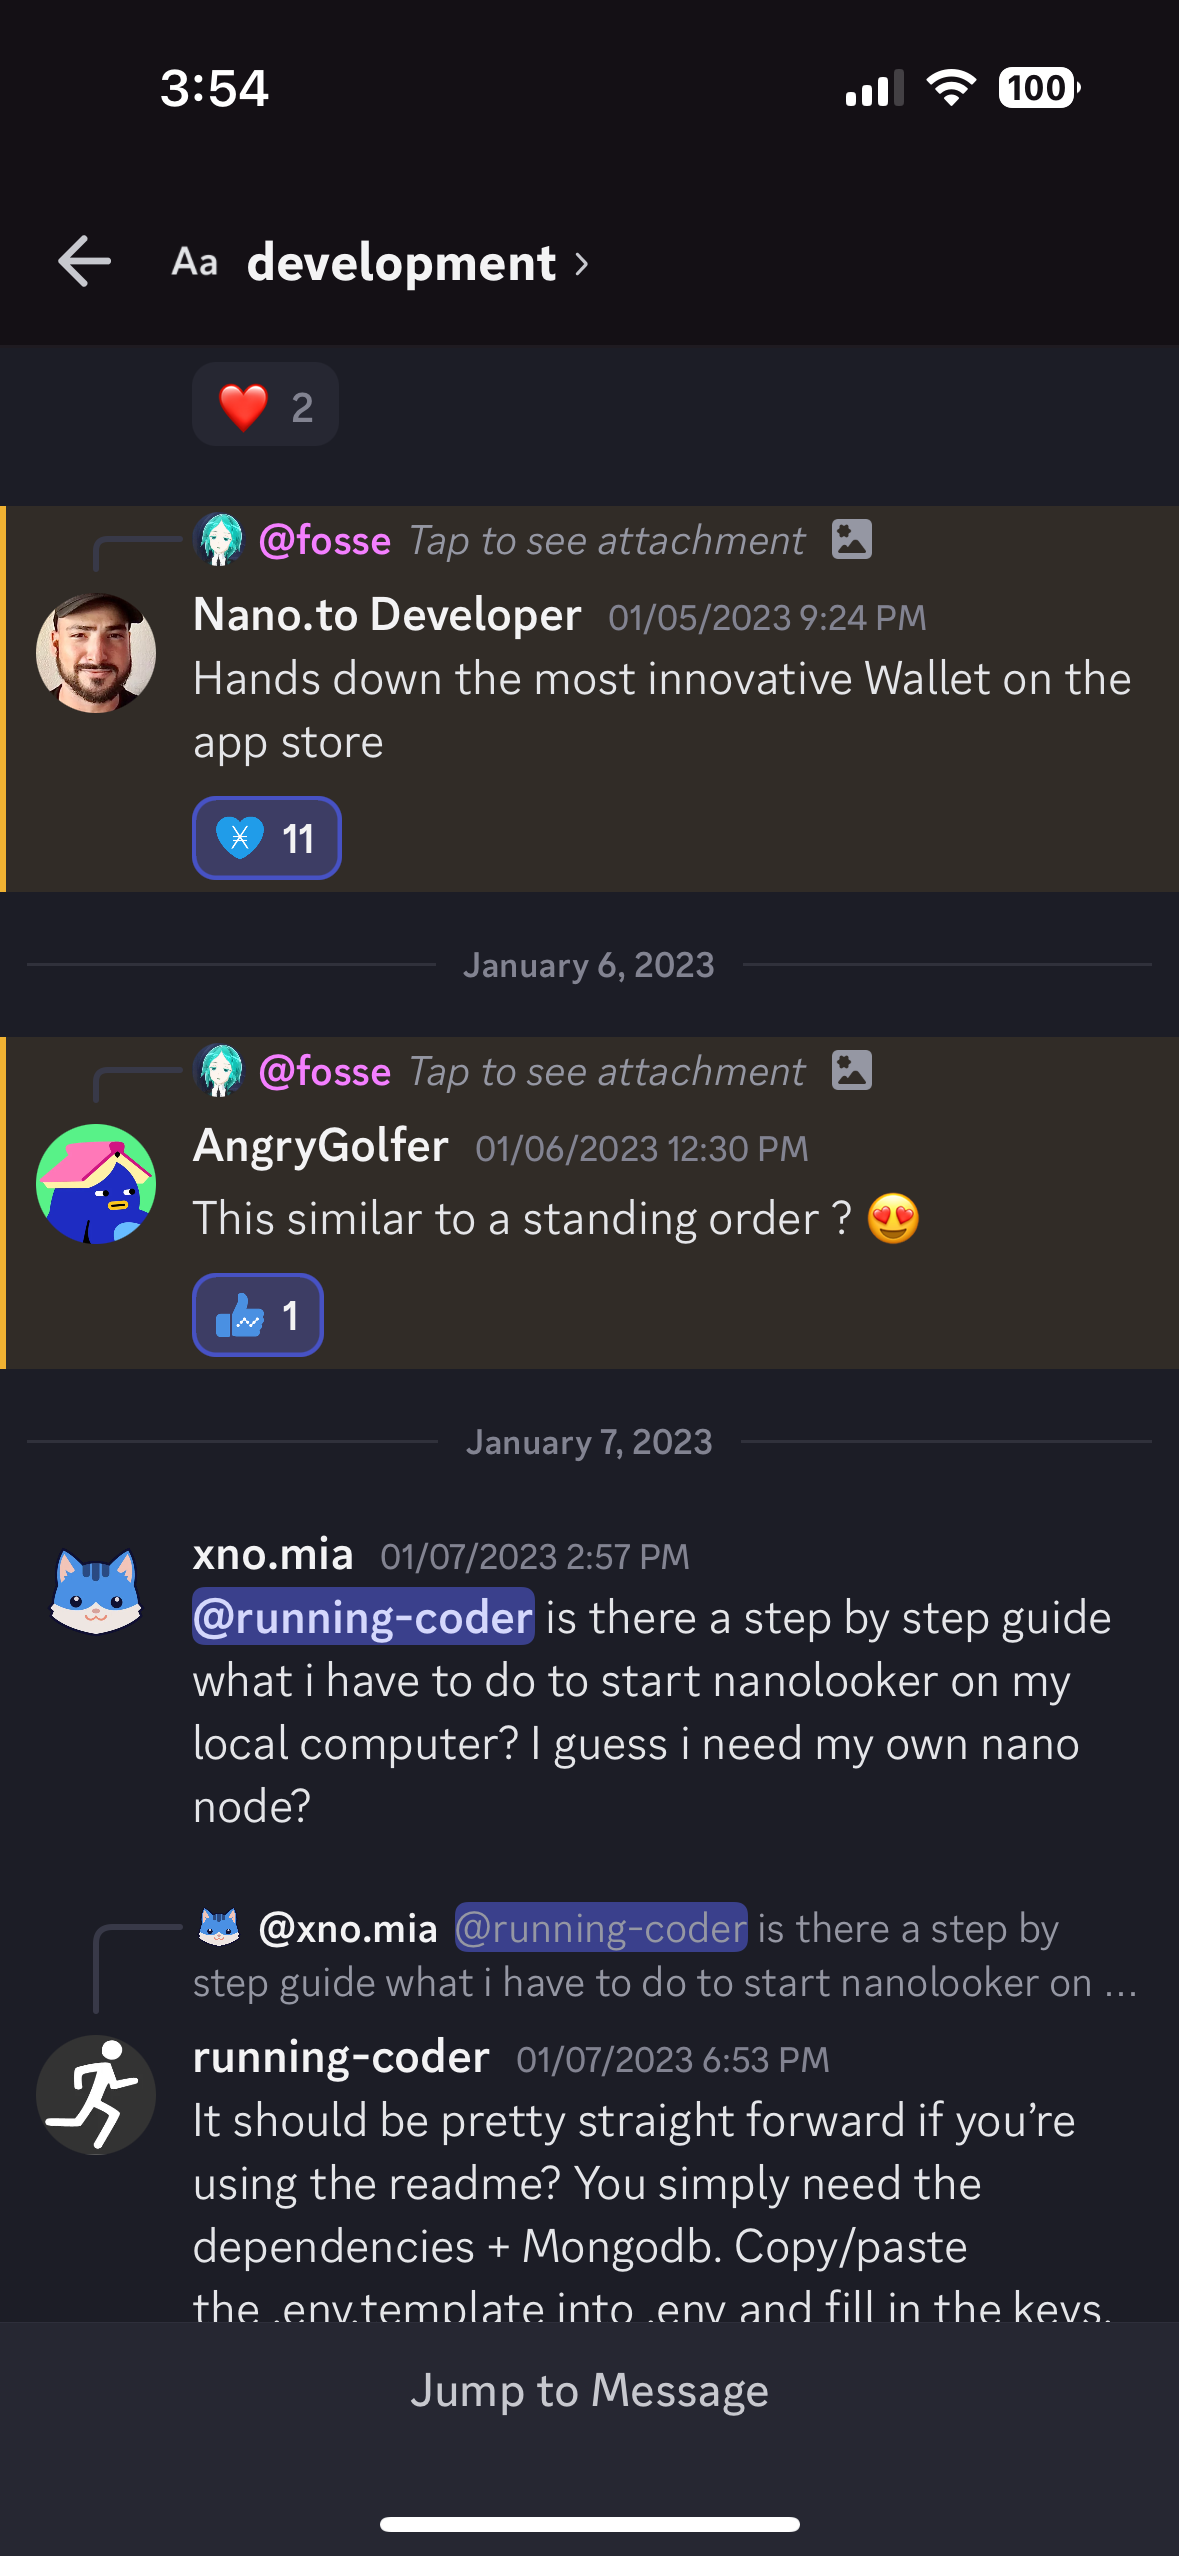 3:54
100
Aa development ›
2
@fosse Tap to see attachment
Nano.to Developer 01/05/2023 9:24 PM
Hands down the most innovative Wallet on the
app store
11
January 6, 2023
@fosse Tap to see attachment
AngryGolfer 01/06/2023 12:30 PM
This similar to a standing order ? 😍
1
January 7, 2023
xno.mia 01/07/2023 2:57 PM
@running-coder is there a step by step guide
what i have to do to start nanolooker on my
local computer? I guess i need my own nano
node?
@xno.mia @running-coder is there a step by
step guide what i have to do to start nanolooker on ...
running-coder 01/07/2023 6:53 PM
It should be pretty straight forward if you’re
using the readme? You simply need the
dependencies + Mongodb. Copy/paste
the .env.template into .env and fill in the keys.
Jump to Message